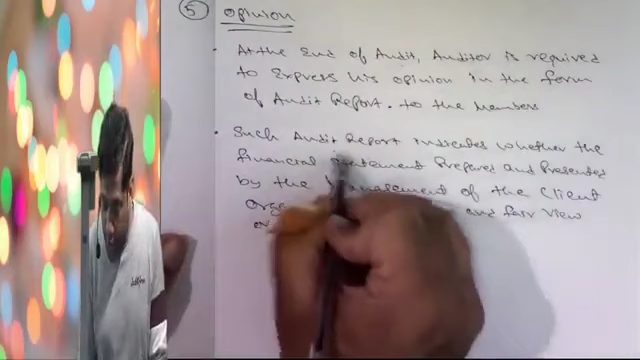 5 Opinion
At the End of Audit, Auditor is required
to Express his opinion in the form
of Audit Report. to the Members
Such Audit Report Indicates whether the
financial Statement Prepared and Presented
by the Management of the Client
and fair view